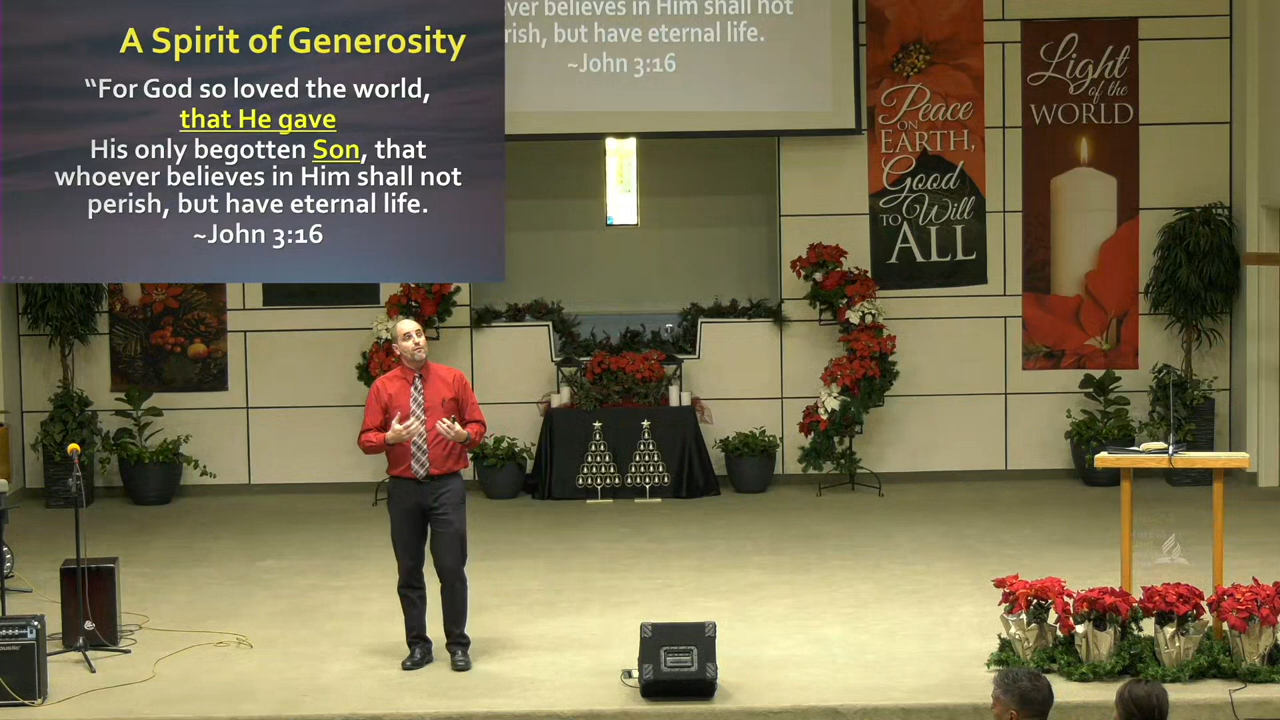 A Spirit of Generosity
“For God so loved the world,
that He gave
His only begotten Son, that
whoever believes in Him shall not
perish, but have eternal life.
~John 3:16
ver believes in Him shall not
rish, but have eternal life.
~John 3:16
Peace
ON
EARTH,
Good
TO Will
ALL
Light
of the
WORLD